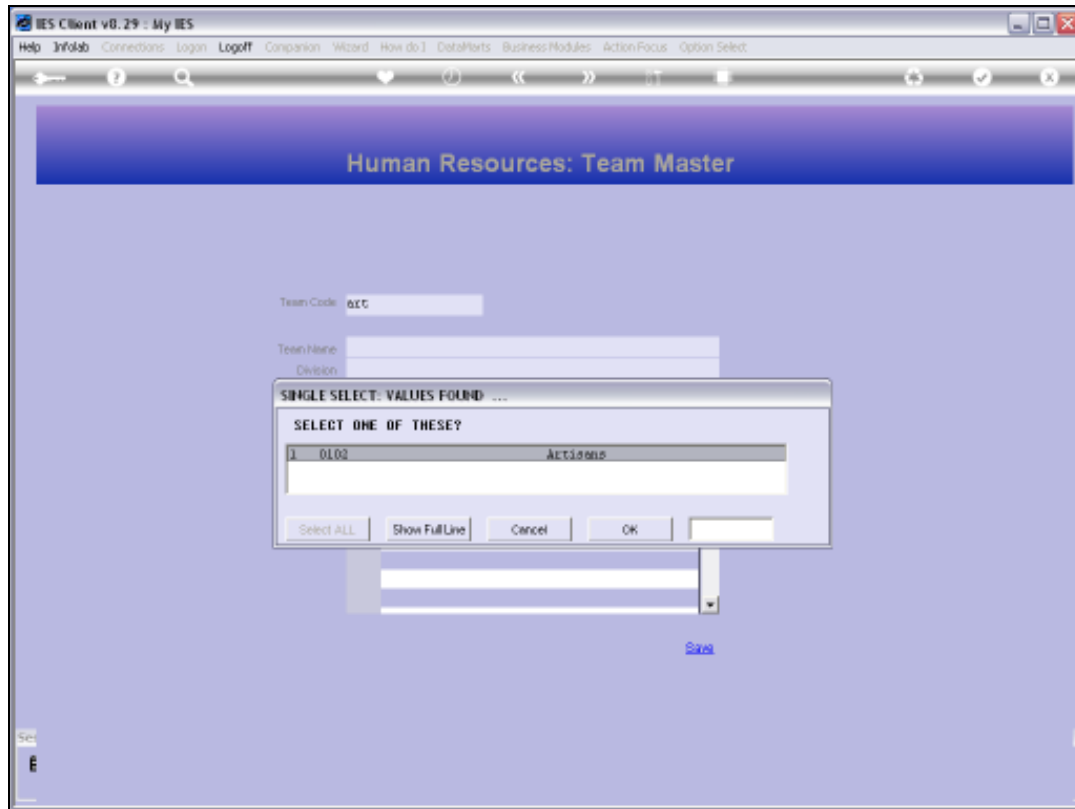 IES Client v8.29 : My IES
Help Infolab Connections Logon Logoff Companion Wizard How do I DataMarts Business Modules Action Focus Option Select
Human Resources: Team Master
Team Code art
Team Name
Division
SINGLE SELECT: VALUES FOUND ...
SELECT ONE OF THESE?
1 0102 Artisans
Select ALL Show Full Line Cancel OK
Save